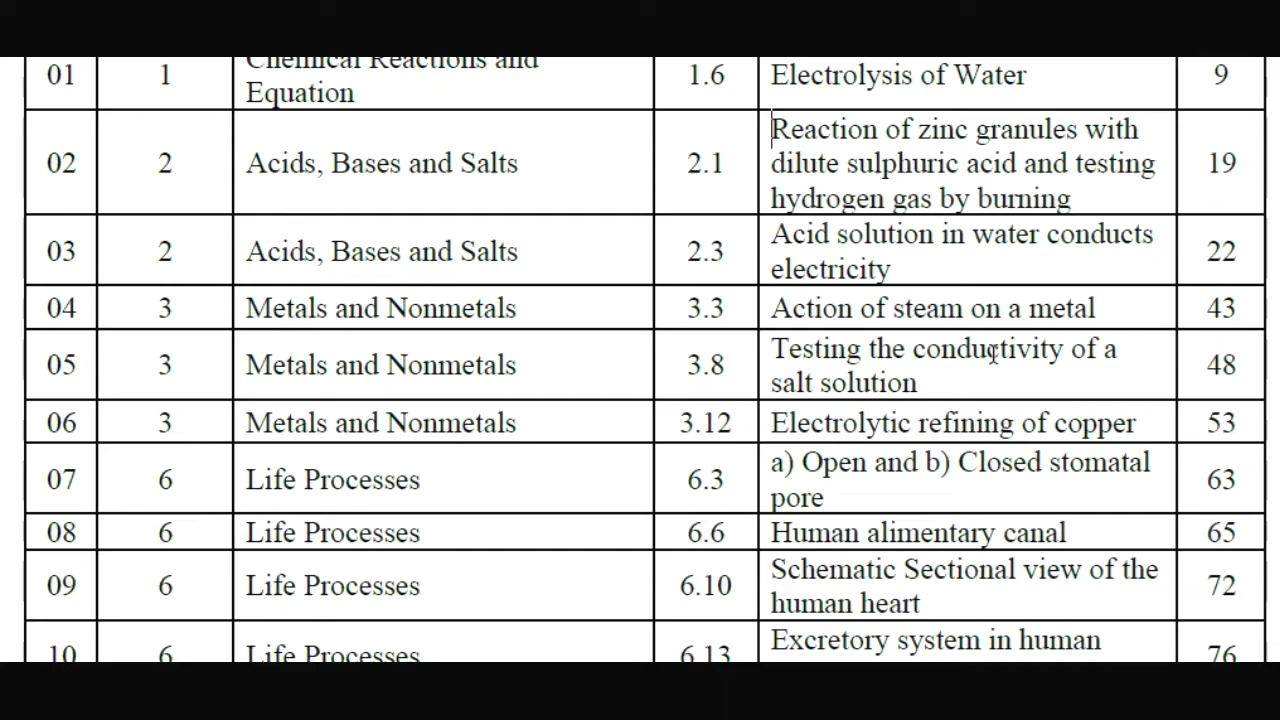 01 1 Chemical Reactions and Equation 1.6 Electrolysis of Water 9
02 2 Acids, Bases and Salts 2.1 Reaction of zinc granules with dilute sulphuric acid and testing hydrogen gas by burning 19
03 2 Acids, Bases and Salts 2.3 Acid solution in water conducts electricity 22
04 3 Metals and Nonmetals 3.3 Action of steam on a metal 43
05 3 Metals and Nonmetals 3.8 Testing the conductivity of a salt solution 48
06 3 Metals and Nonmetals 3.12 Electrolytic refining of copper 53
07 6 Life Processes 6.3 a) Open and b) Closed stomatal pore 63
08 6 Life Processes 6.6 Human alimentary canal 65
09 6 Life Processes 6.10 Schematic Sectional view of the human heart 72
10 6 Life Processes 6.13 Excretory system in human 76